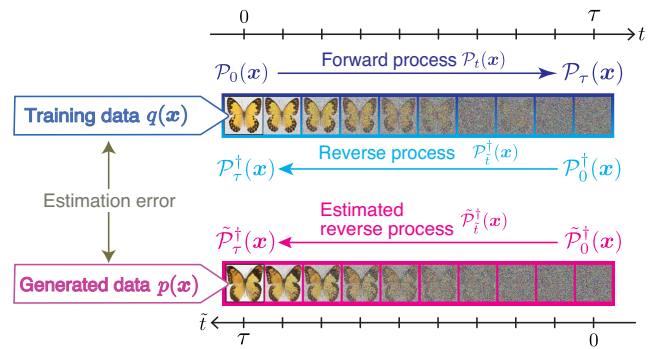 0 τ
t
Forward process 𝒫ₜ(𝒙)
𝒫₀(𝒙) 𝒫_τ(𝒙)
Training data q(𝒙)
Reverse process 𝒫†_t̃(𝒙)
𝒫†_τ(𝒙) 𝒫†₀(𝒙)
Estimation error
Estimated
reverse process 𝒫̃†_t̃(𝒙)
𝒫̃†_τ(𝒙) 𝒫̃†₀(𝒙)
Generated data p(𝒙)
t̃
τ 0